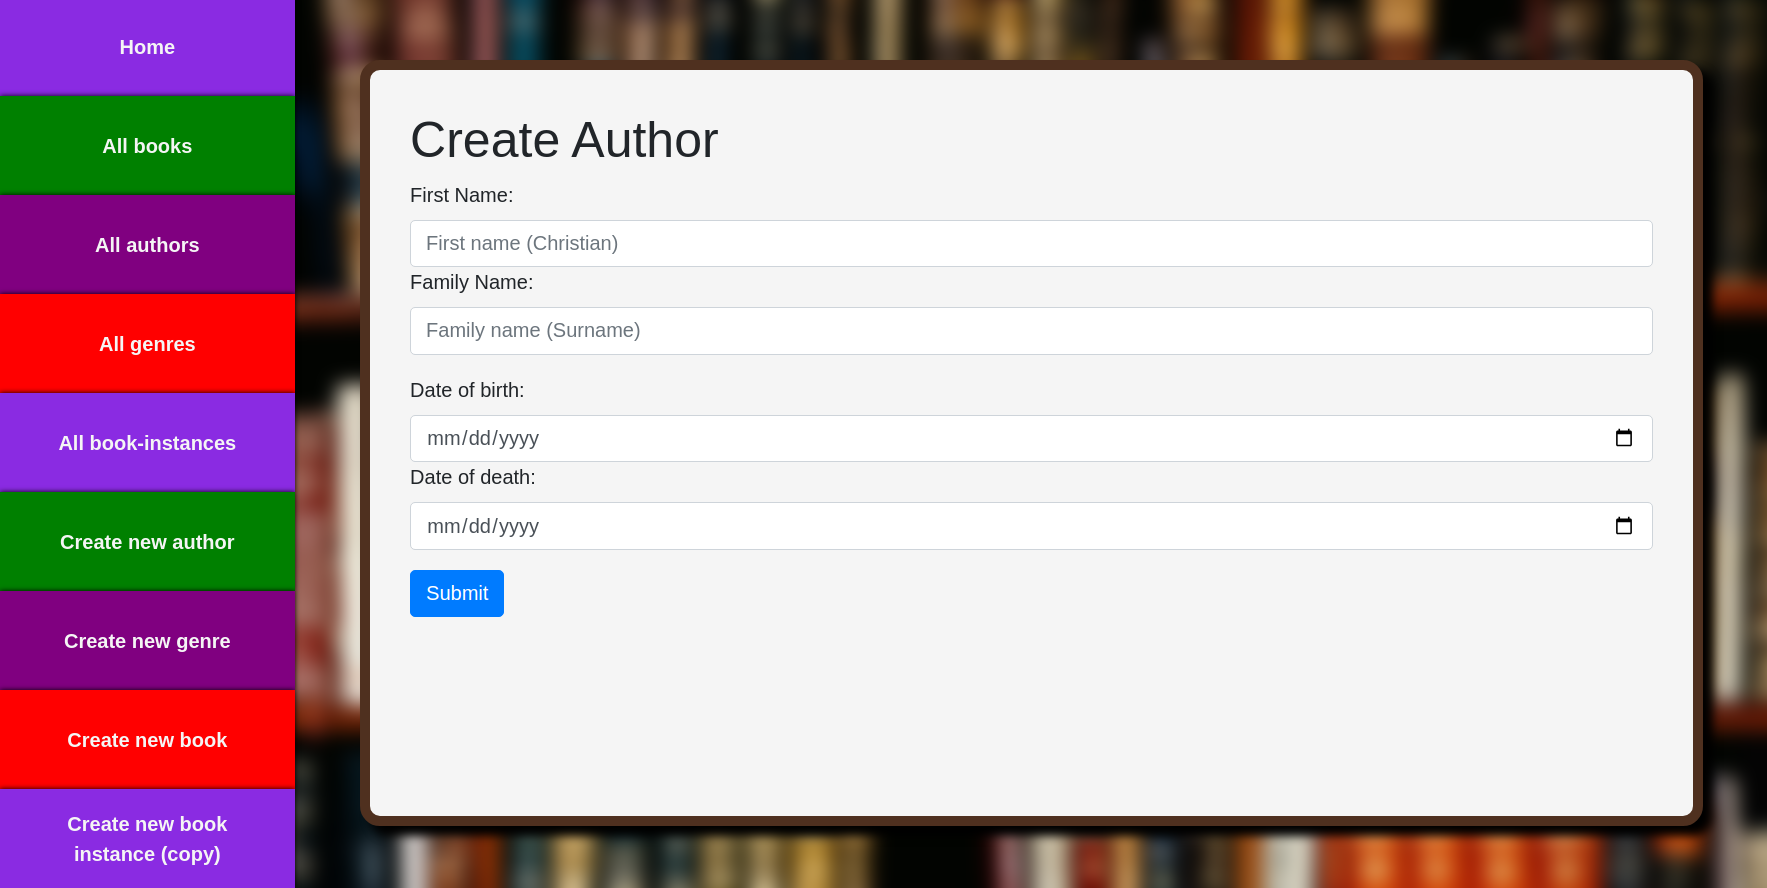 Home
All books
All authors
All genres
All book-instances
Create new author
Create new genre
Create new book
Create new book
instance (copy)
Create Author
First Name:
First name (Christian)
Family Name:
Family name (Surname)
Date of birth:
mm/dd/yyyy
Date of death:
mm/dd/yyyy
Submit